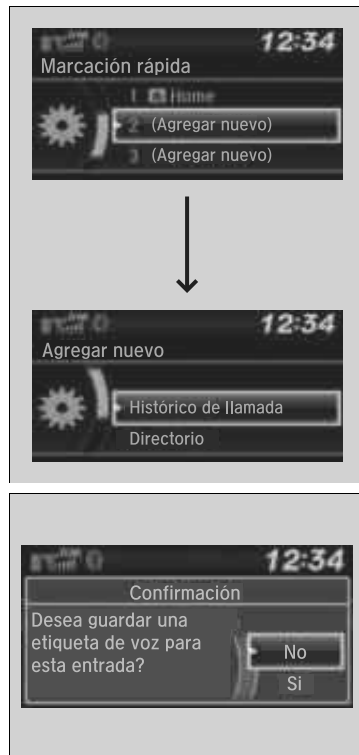 12:34
Marcación rápida
1 Home
2 (Agregar nuevo)
3 (Agregar nuevo)
12:34
Agregar nuevo
Histórico de llamada
Directorio
12:34
Confirmación
Desea guardar una
etiqueta de voz para
esta entrada?
No
Si